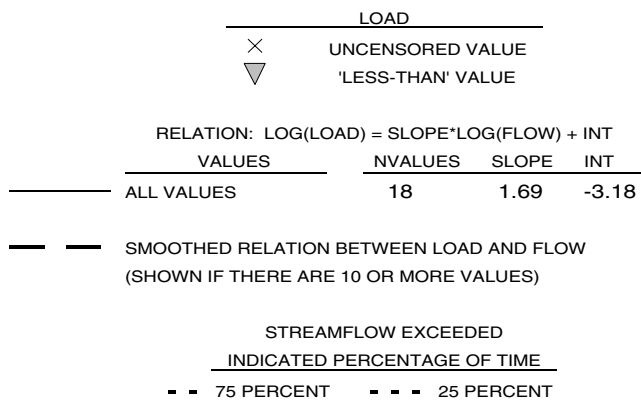 LOAD
UNCENSORED VALUE
'LESS-THAN' VALUE
RELATION: LOG(LOAD) = SLOPE*LOG(FLOW) + INT
VALUES NVALUES SLOPE INT
ALL VALUES 18 1.69 -3.18
SMOOTHED RELATION BETWEEN LOAD AND FLOW
(SHOWN IF THERE ARE 10 OR MORE VALUES)
STREAMFLOW EXCEEDED
INDICATED PERCENTAGE OF TIME
75 PERCENT 25 PERCENT